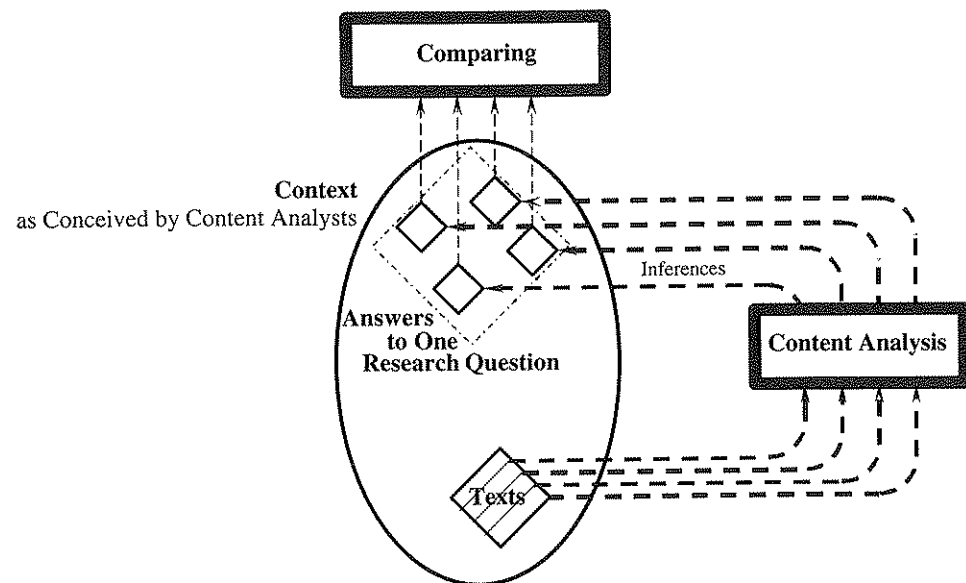 Comparing
Context
as Conceived by Content Analysts
Inferences
Answers
to One
Research Question
Content Analysis
Texts